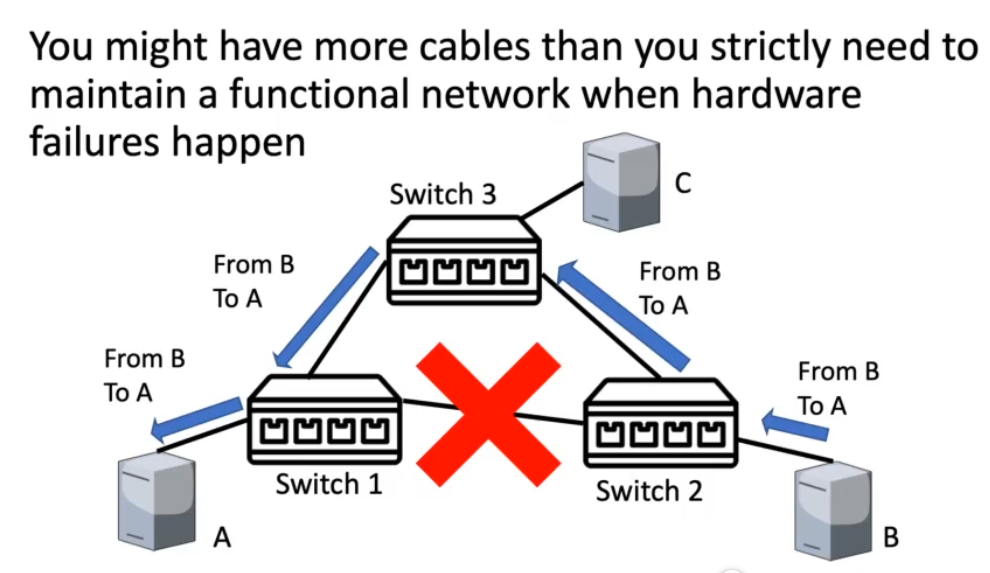 You might have more cables than you strictly need to
maintain a functional network when hardware
failures happen
Switch 3
C
From B
To A
From B
To A
From B
To A
From B
To A
Switch 1
Switch 2
A
B